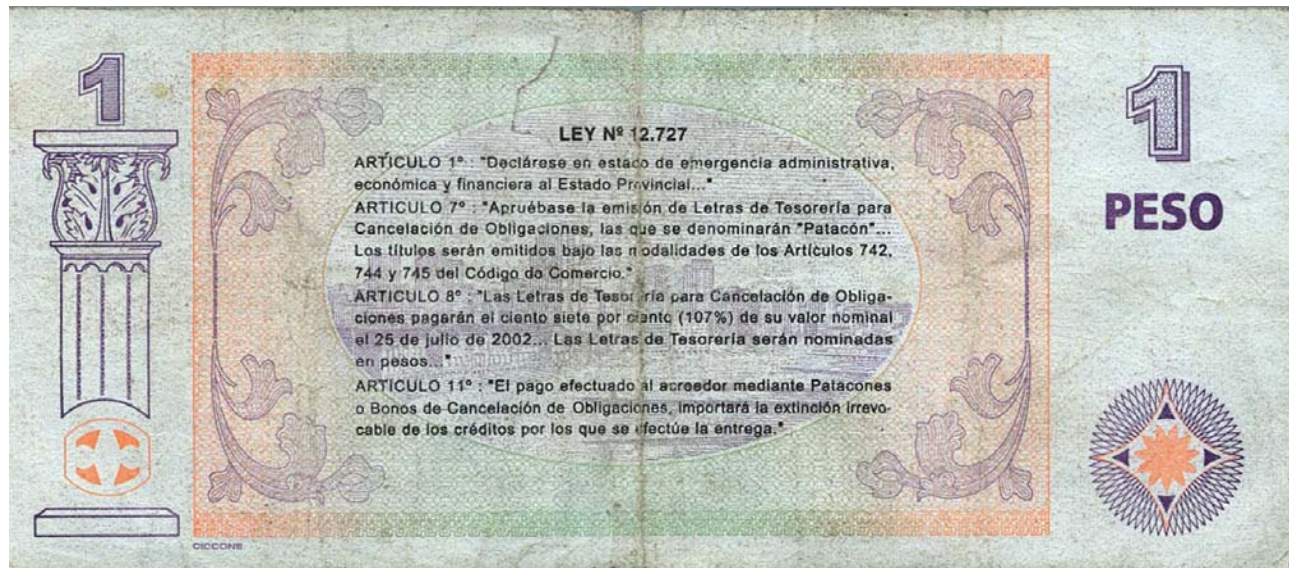 1
1
PESO
LEY Nº 12.727
ARTÍCULO 1º : "Declárese en estado de emergencia administrativa,
económica y financiera al Estado Provincial..."
ARTICULO 7º : "Apruébase la emisión de Letras de Tesorería para
Cancelación de Obligaciones, las que se denominarán "Patacón"...
Los títulos serán emitidos bajo las modalidades de los Artículos 742,
744 y 745 del Código de Comercio."
ARTICULO 8º : "Las Letras de Tesorería para Cancelación de Obliga-
ciones pagarán el ciento siete por ciento (107%) de su valor nominal
el 25 de julio de 2002... Las Letras de Tesorería serán nominadas
en pesos..."
ARTÍCULO 11º : "El pago efectuado al acreedor mediante Patacones
o Bonos de Cancelación de Obligaciones, importará la extinción irrevo-
cable de los créditos por los que se efectúe la entrega."
CICCONE